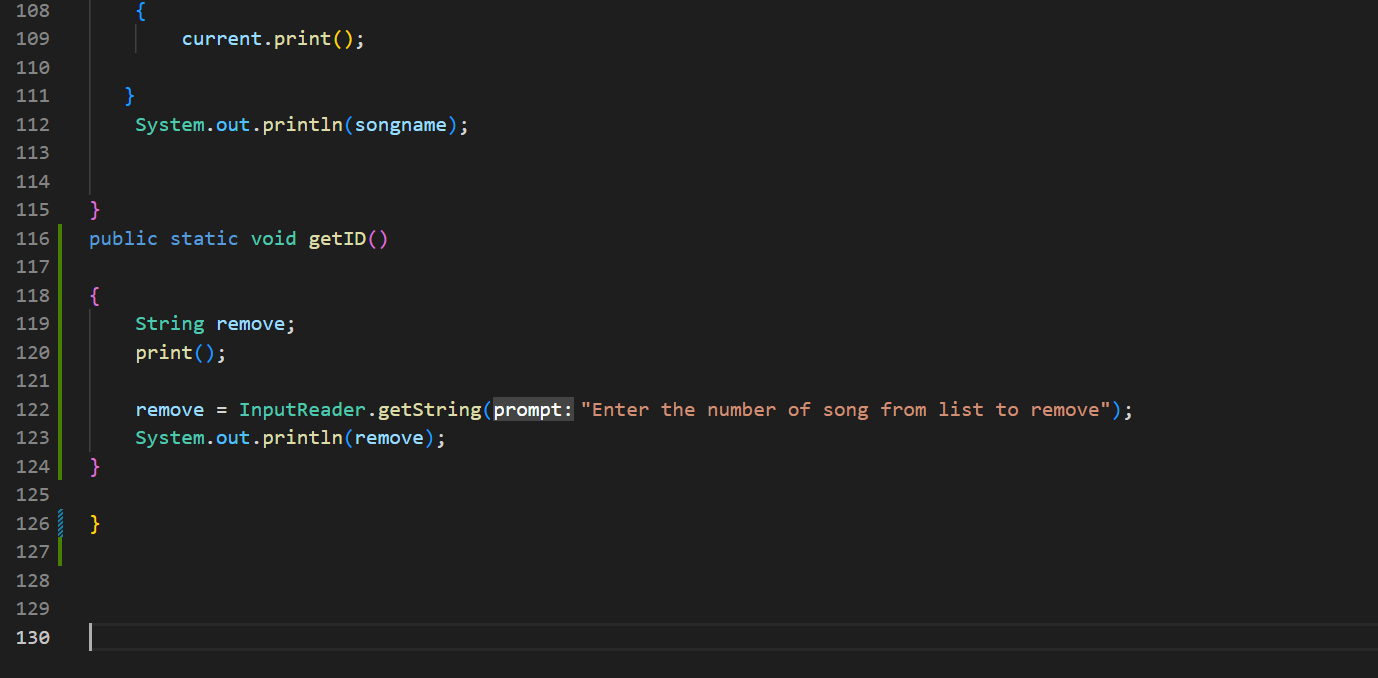 108 {
109 current.print();
110
111 }
112 System.out.println(songname);
113
114
115 }
116 public static void getID()
117
118 {
119 String remove;
120 print();
121
122 remove = InputReader.getString(prompt: "Enter the number of song from list to remove");
123 System.out.println(remove);
124 }
125
126 }
127
128
129
130